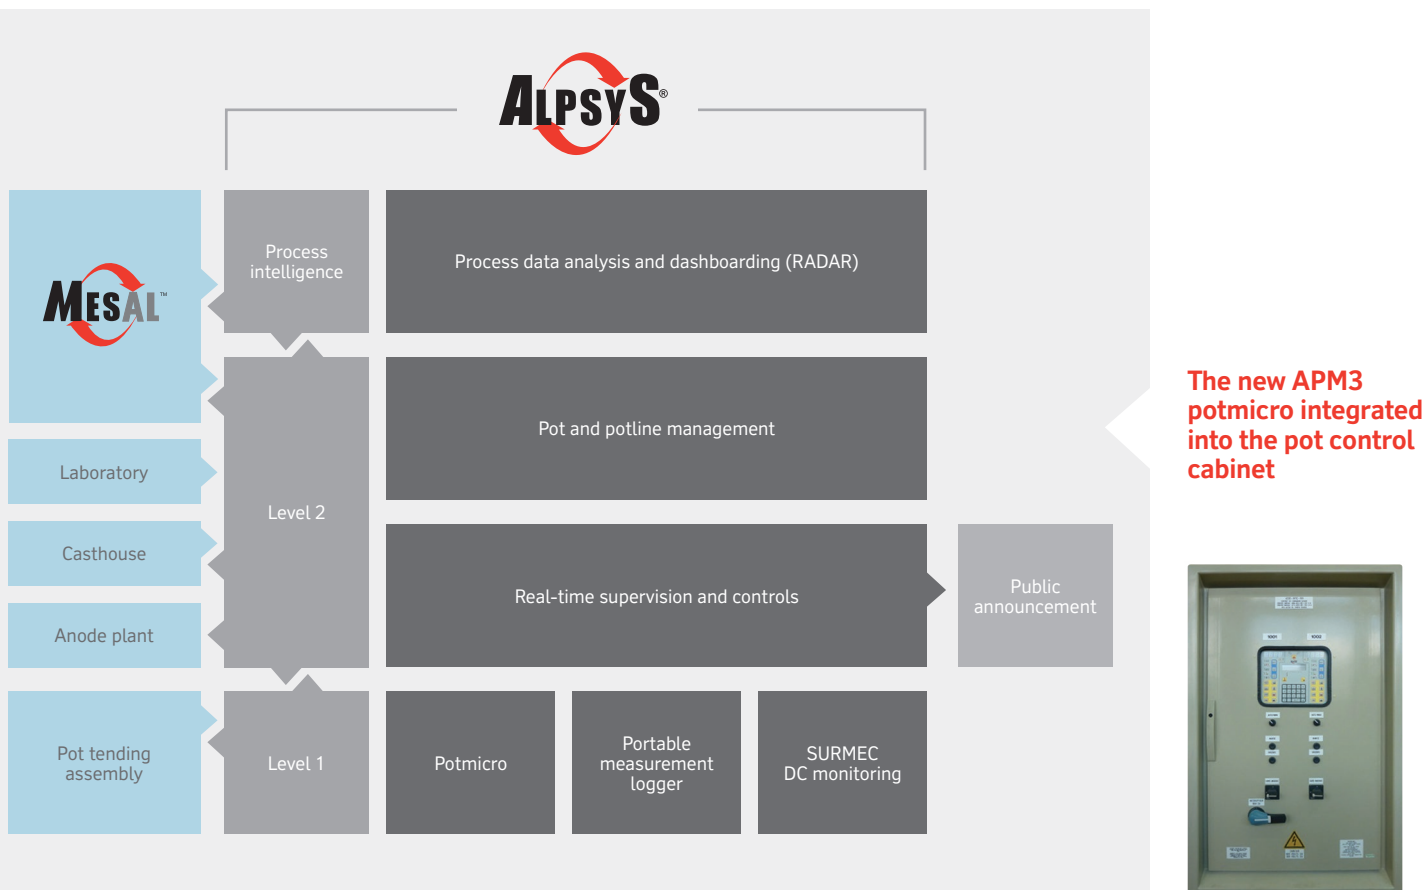 ALPSYS®
MESAL™
Process
intelligence
Process data analysis and dashboarding (RADAR)
Pot and potline management
Laboratory
Level 2
Casthouse
Real-time supervision and controls
Public
announcement
Anode plant
Pot tending
assembly
Level 1
Potmicro
Portable
measurement
logger
SURMEC
DC monitoring
The new APM3
potmicro integrated
into the pot control
cabinet
1001
1002